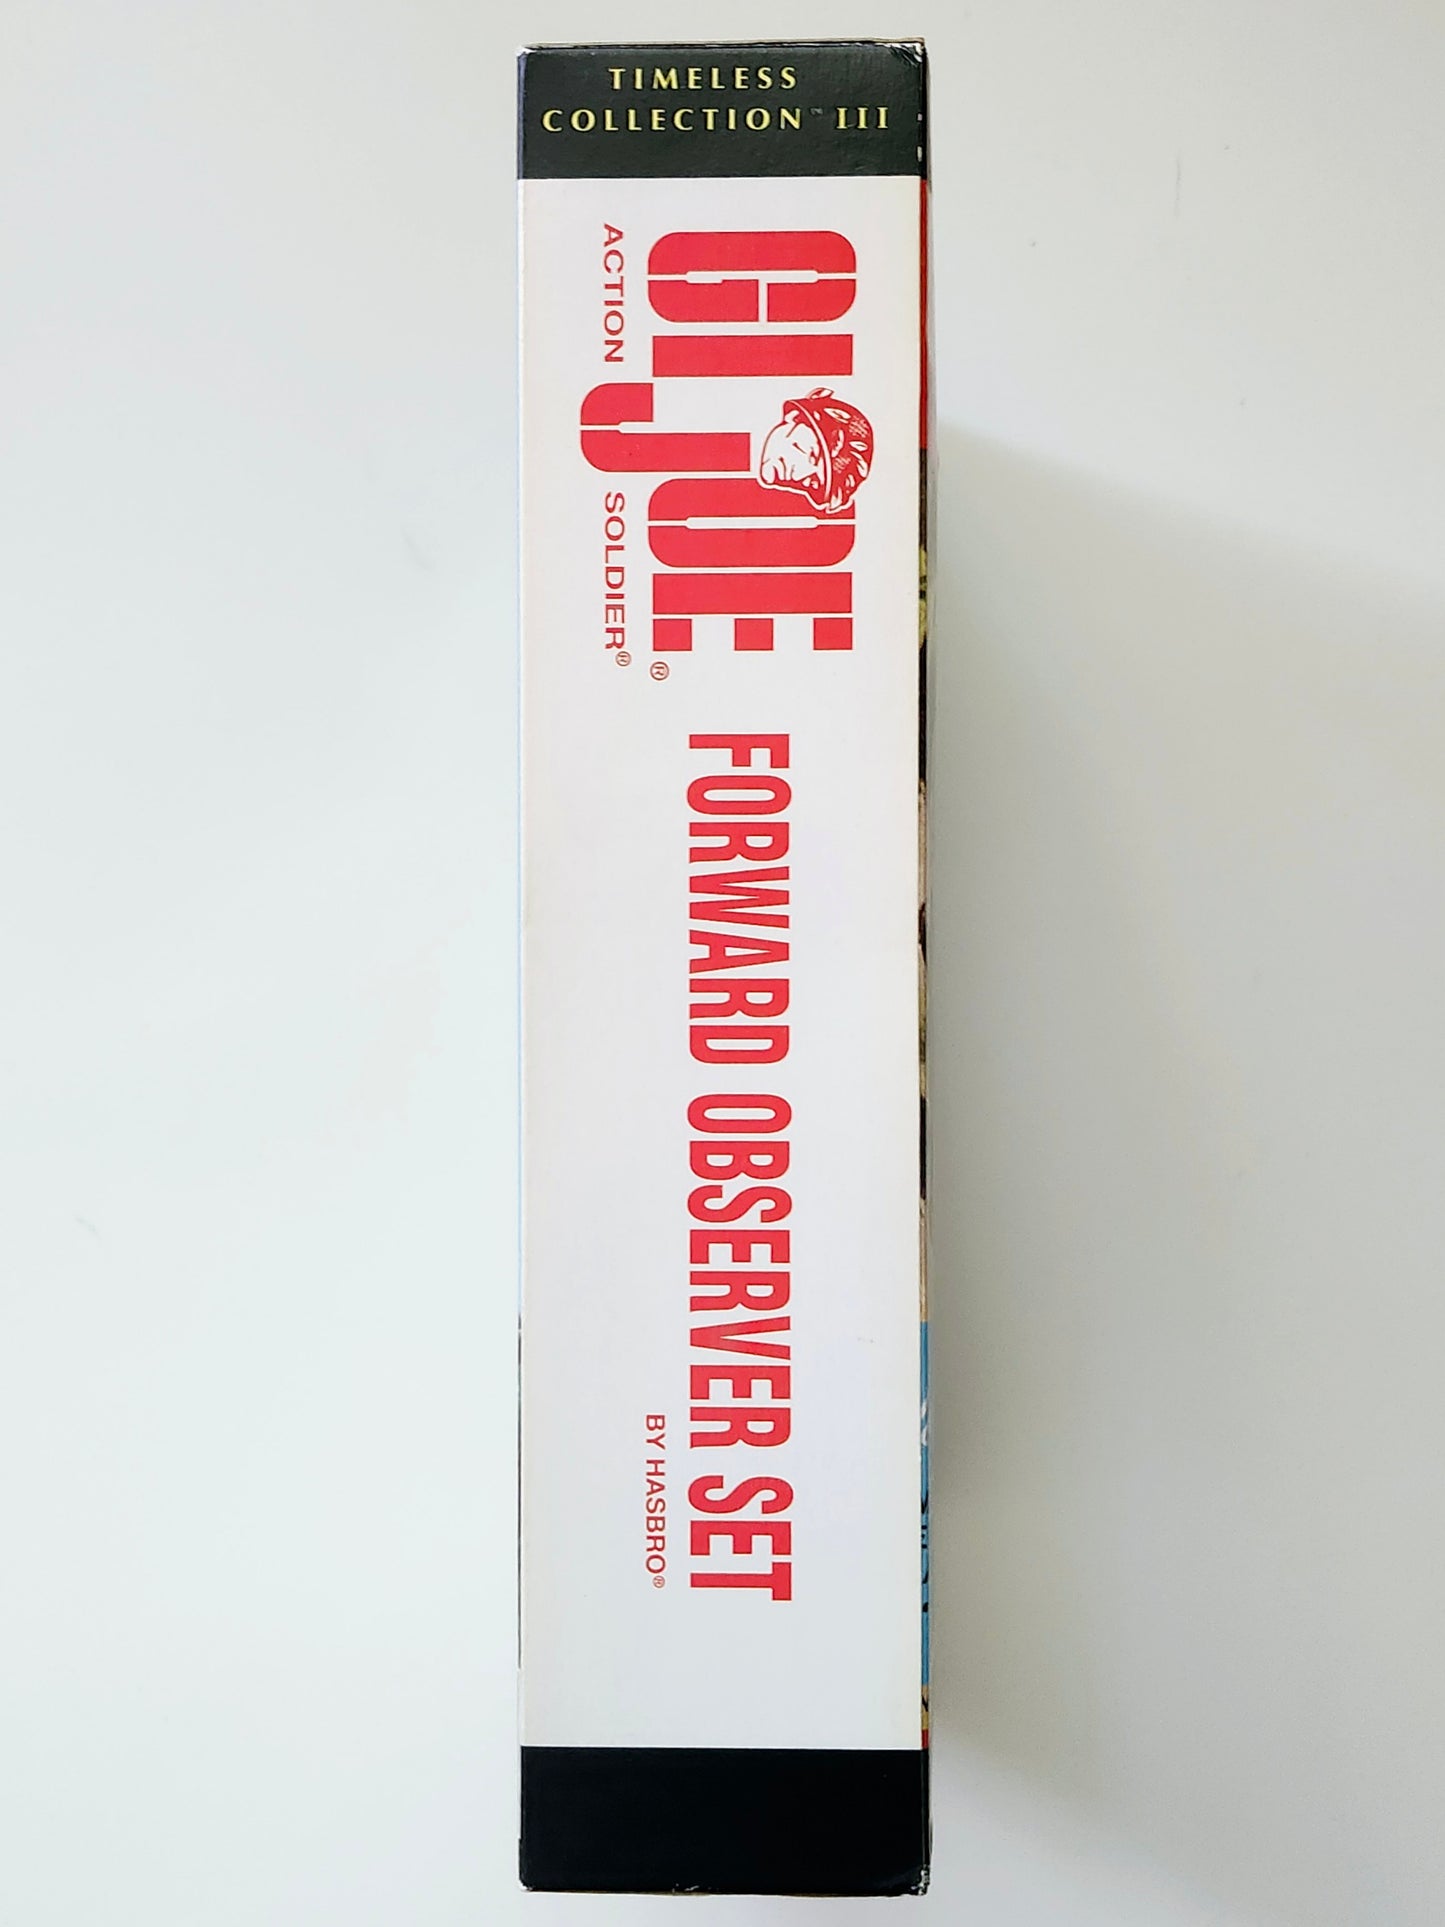 TIMELESS
COLLECTION™ III
GI JOE®
ACTION SOLDIER®
FORWARD OBSERVER SET
BY HASBRO®